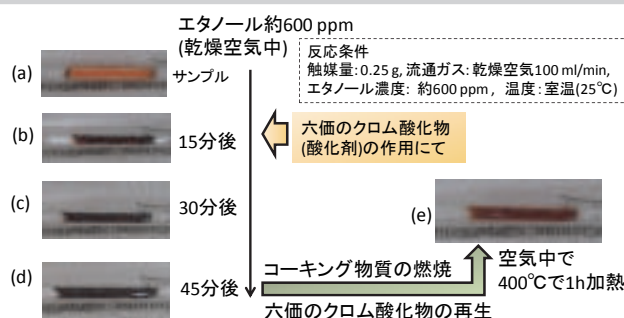 エタノール約600 ppm
(乾燥空気中)
反応条件
触媒量:0.25 g, 流通ガス:乾燥空気100 ml/min,
エタノール濃度: 約600 ppm , 温度:室温(25℃)
(a)
サンプル
(b)
15分後
六価のクロム酸化物
(酸化剤)の作用にて
(c)
30分後
(e)
(d)
45分後
コーキング物質の燃焼
六価のクロム酸化物の再生
空気中で
400℃で1h加熱